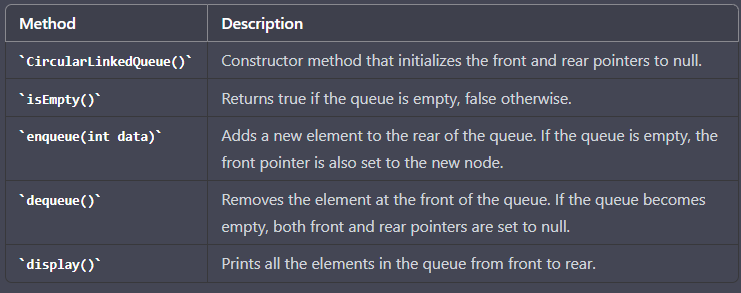 Method Description
`CircularLinkedQueue()` Constructor method that initializes the front and rear pointers to null.
`isEmpty()` Returns true if the queue is empty, false otherwise.
`enqueue(int data)` Adds a new element to the rear of the queue. If the queue is empty, the
front pointer is also set to the new node.
`dequeue()` Removes the element at the front of the queue. If the queue becomes
empty, both front and rear pointers are set to null.
`display()` Prints all the elements in the queue from front to rear.